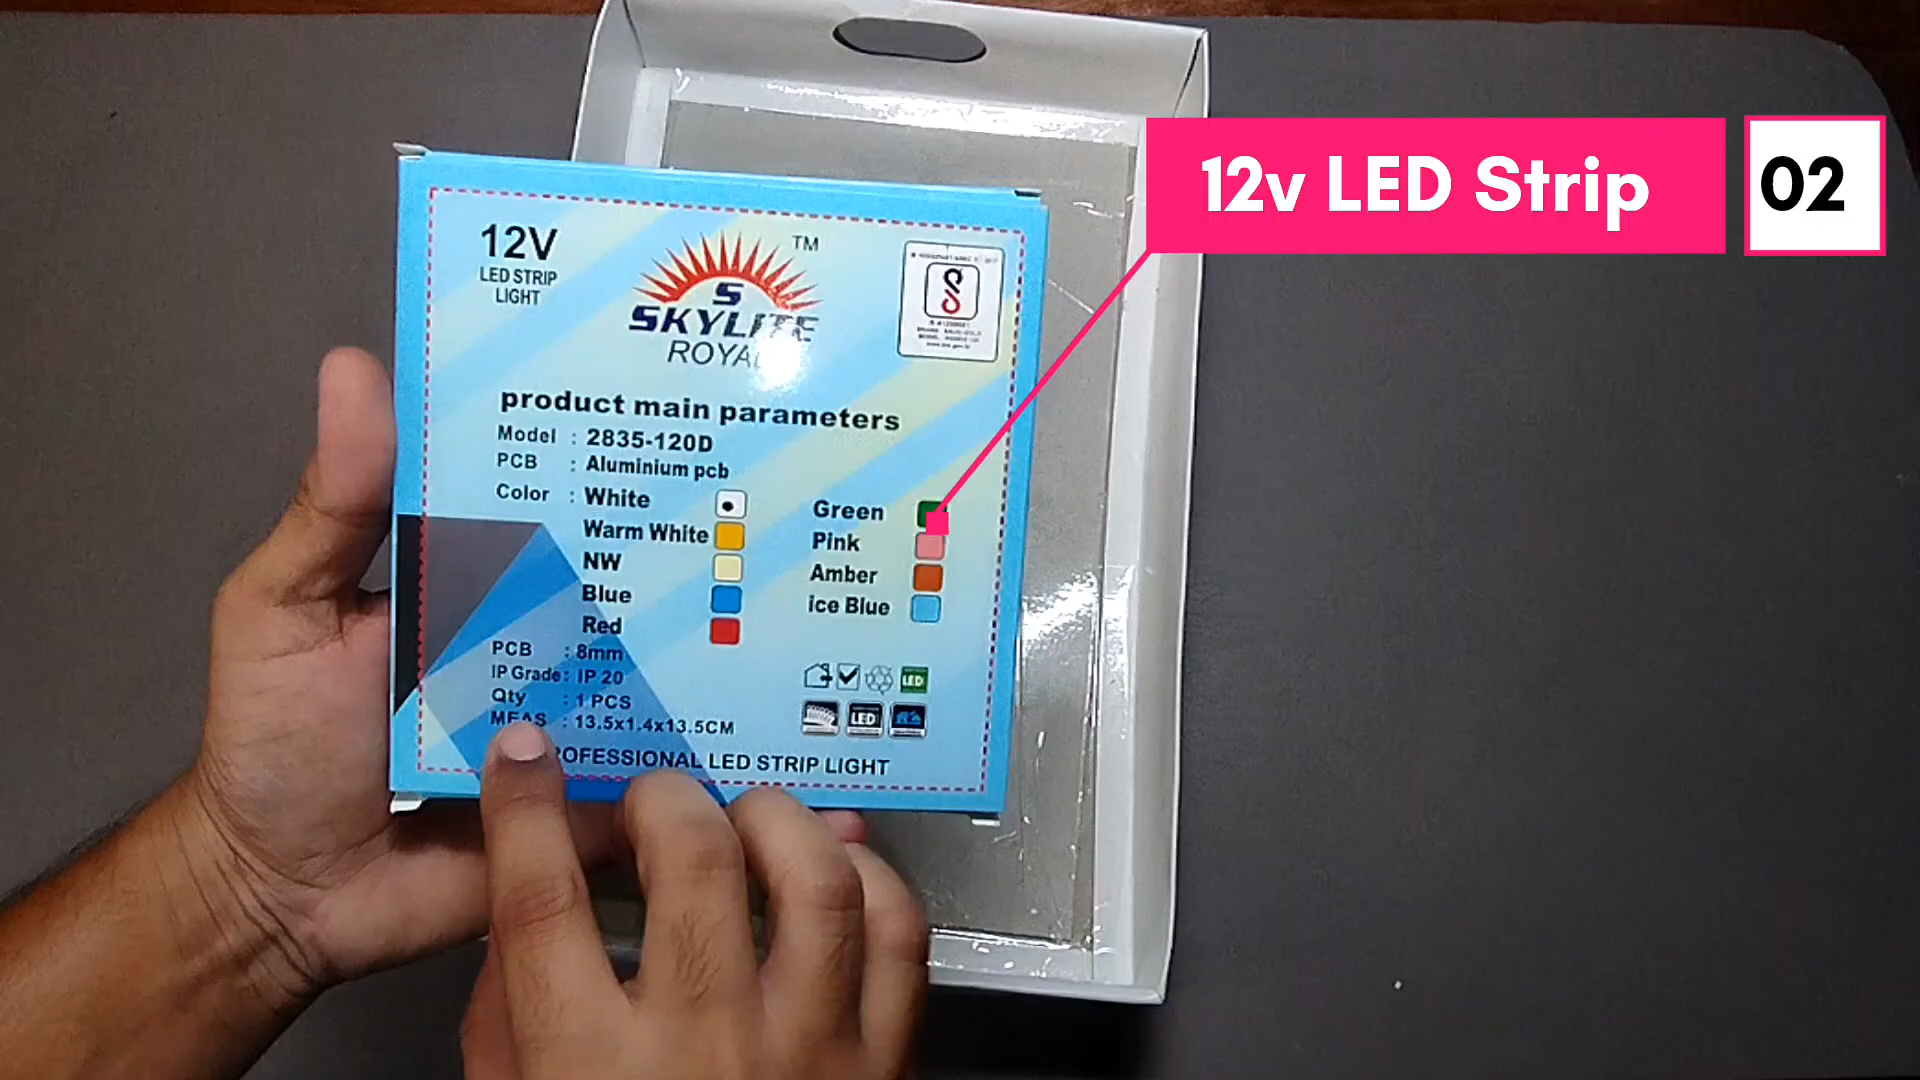 12v LED Strip
02
12V
LED STRIP
LIGHT
TM
S
SKYLITE
product main parameters
Model : 2835-120D
PCB : Aluminium pcb
Color : White
Warm White
NW
Blue
Red
Green
Pink
Amber
ice Blue
PCB : 8mm
IP Grade: IP 20
Qty : 1 PCS
MEAS : 13.5x1.4x13.5CM
LED STRIP LIGHT
LED
LED